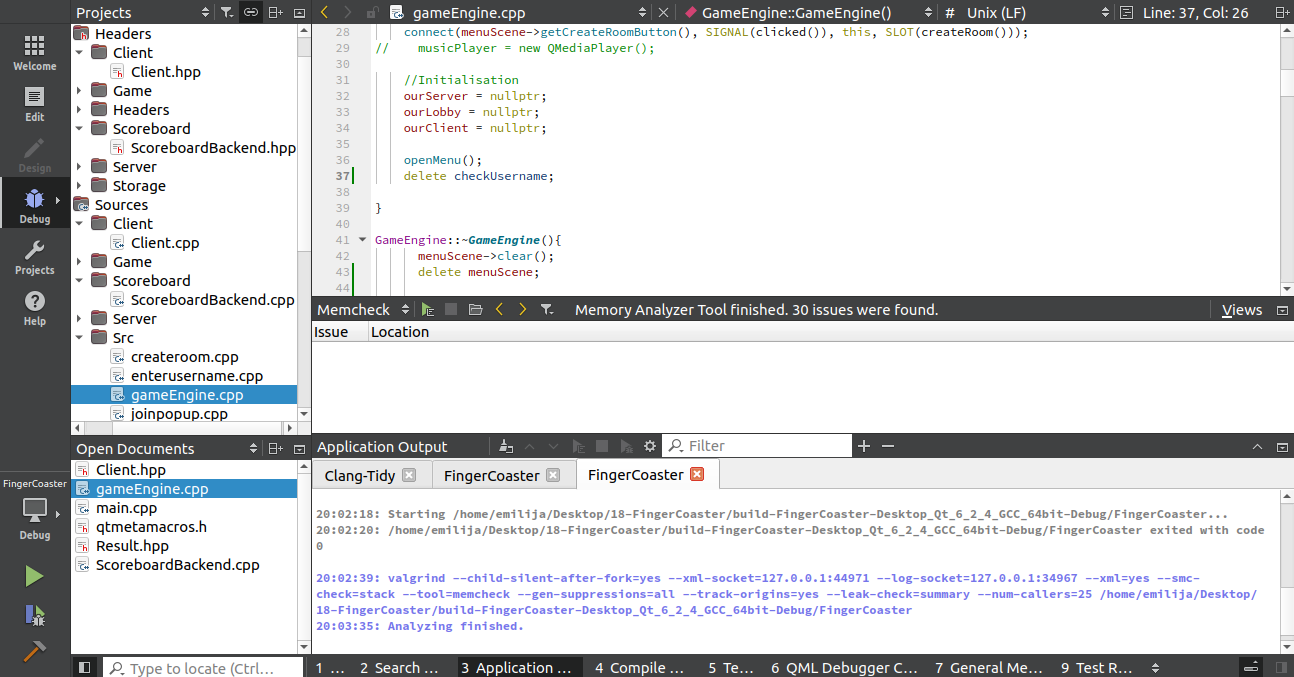 Projects
gameEngine.cpp
GameEngine::GameEngine()
# Unix (LF)
Line: 37, Col: 26
Welcome
Edit
Design
Debug
Projects
Help
FingerCoaster
Debug
Headers
Client
Client.hpp
Game
Headers
Scoreboard
ScoreboardBackend.hpp
Server
Storage
Sources
Client
Client.cpp
Game
Scoreboard
ScoreboardBackend.cpp
Server
Src
createroom.cpp
enterusername.cpp
gameEngine.cpp
joinpopup.cpp
Open Documents
Client.hpp
gameEngine.cpp
main.cpp
qtmetamacros.h
Result.hpp
ScoreboardBackend.cpp
28 connect(menuScene->getCreateRoomButton(), SIGNAL(clicked()), this, SLOT(createRoom()));
29 // musicPlayer = new QMediaPlayer();
30
31 //Initialisation
32 ourServer = nullptr;
33 ourLobby = nullptr;
34 ourClient = nullptr;
35
36 openMenu();
37 delete checkUsername;
38
39 }
40
41 GameEngine::~GameEngine(){
42 menuScene->clear();
43 delete menuScene;
44
Memcheck
Memory Analyzer Tool finished. 30 issues were found.
Views
Issue Location
Application Output
Filter
Clang-Tidy
FingerCoaster
FingerCoaster
20:02:18: Starting /home/emilija/Desktop/18-FingerCoaster/build-FingerCoaster-Desktop_Qt_6_2_4_GCC_64bit-Debug/FingerCoaster...
20:02:20: /home/emilija/Desktop/18-FingerCoaster/build-FingerCoaster-Desktop_Qt_6_2_4_GCC_64bit-Debug/FingerCoaster exited with code
0
20:02:39: valgrind --child-silent-after-fork=yes --xml-socket=127.0.0.1:44971 --log-socket=127.0.0.1:34967 --xml=yes --smc-
check=stack --tool=memcheck --gen-suppressions=all --track-origins=yes --leak-check=summary --num-callers=25 /home/emilija/Desktop/
18-FingerCoaster/build-FingerCoaster-Desktop_Qt_6_2_4_GCC_64bit-Debug/FingerCoaster
20:03:35: Analyzing finished.
Type to locate (Ctrl...
1 ...
2 Search ...
3 Application ...
4 Compile ...
5 Te...
6 QML Debugger C...
7 General Me...
9 Test R...